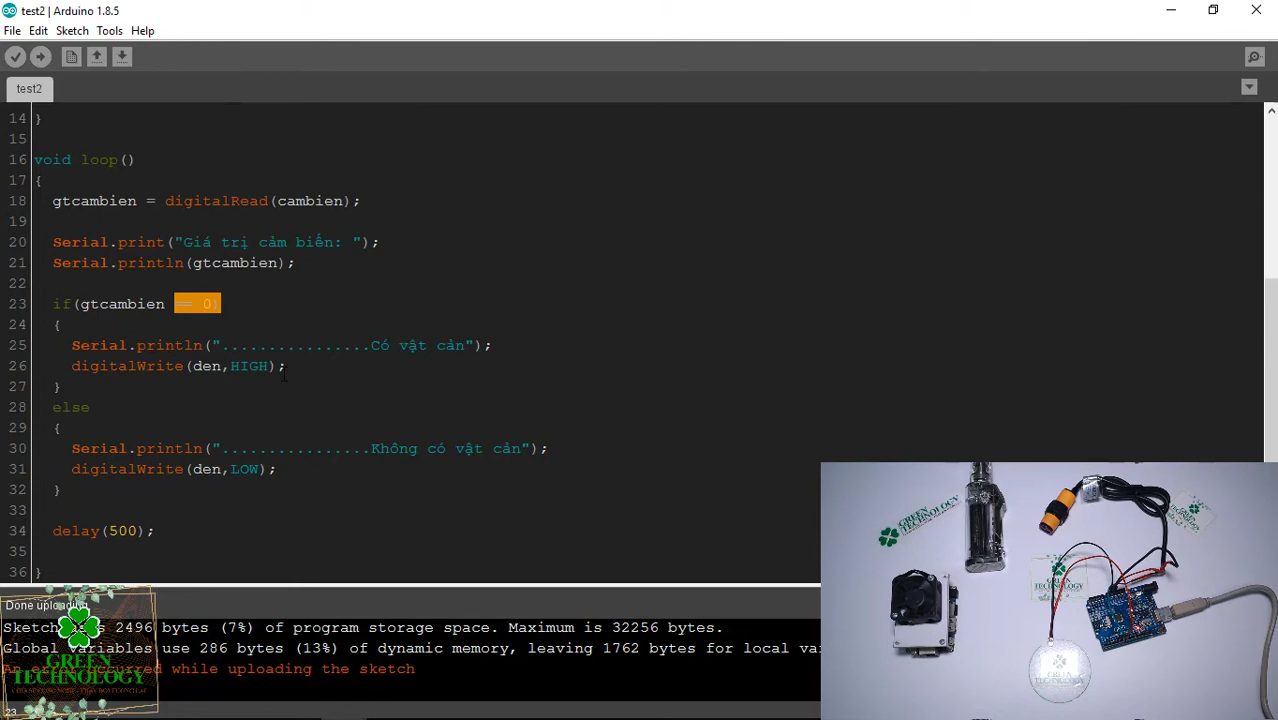 test2 | Arduino 1.8.5
File Edit Sketch Tools Help
test2
14 }
15
16 void loop()
17 {
18 gtcambien = digitalRead(cambien);
19
20 Serial.print("Giá trị cảm biến: ");
21 Serial.println(gtcambien);
22
23 if(gtcambien == 0)
24 {
25 Serial.println("................Có vật cản");
26 digitalWrite(den,HIGH);
27 }
28 else
29 {
30 Serial.println("................Không có vật cản");
31 digitalWrite(den,LOW);
32 }
33
34 delay(500);
35
36 }
Done uploading.
Sketch 2496 bytes (7%) of program storage space. Maximum is 32256 bytes.
Global variables use 286 bytes (13%) of dynamic memory, leaving 1762 bytes for local
An error occurred while uploading the sketch
23
GREEN
TECHNOLOGY
GREEN
TECHNOLOGY
GREEN
TECHNOLOGY